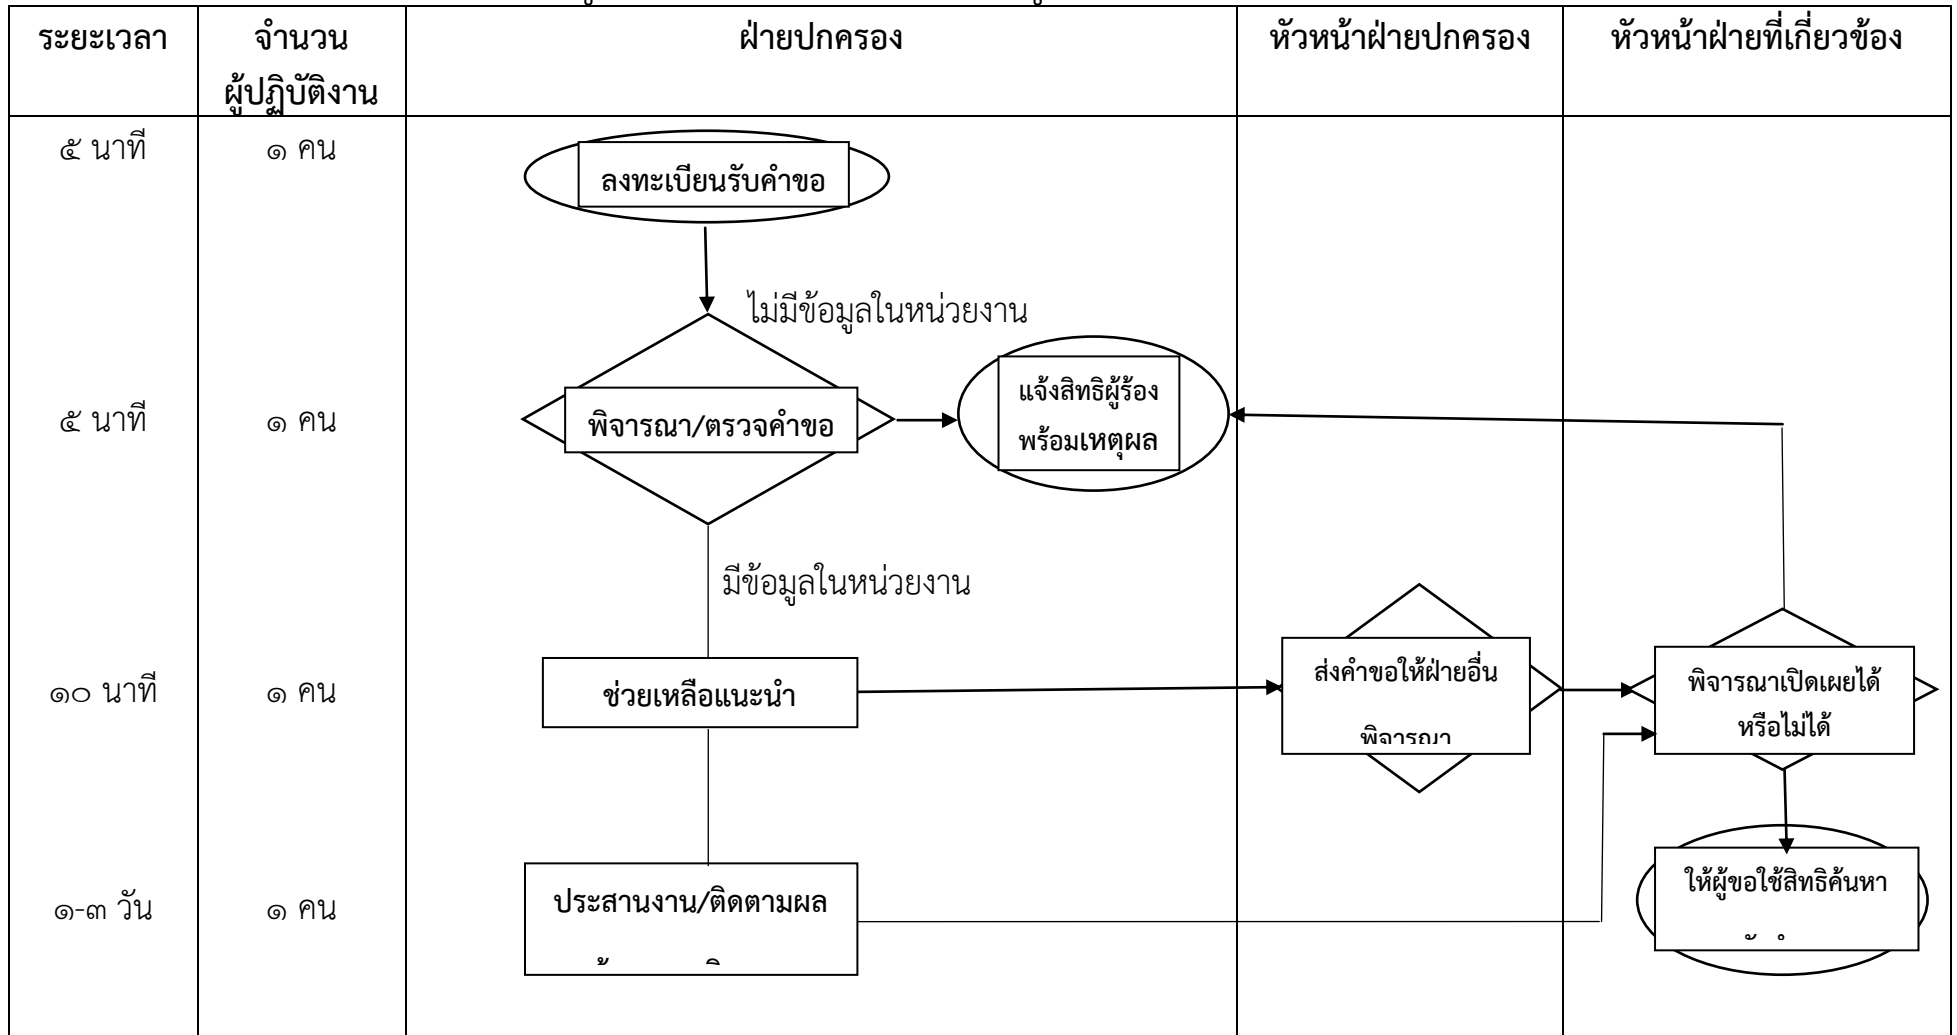 ระยะเวลา
จำนวน
ผู้ปฏิบัติงาน
ฝ่ายปกครอง
หัวหน้าฝ่ายปกครอง
หัวหน้าฝ่ายที่เกี่ยวข้อง
๕ นาที
๑ คน
ลงทะเบียนรับคำขอ
ไม่มีข้อมูลในหน่วยงาน
๕ นาที
๑ คน
พิจารณา/ตรวจคำขอ
แจ้งสิทธิผู้ร้อง
พร้อมเหตุผล
มีข้อมูลในหน่วยงาน
๑๐ นาที
๑ คน
ช่วยเหลือแนะนำ
ส่งคำขอให้ฝ่ายอื่น
พิจารณา
พิจารณาเปิดเผยได้
หรือไม่ได้
๑-๓ วัน
๑ คน
ประสานงาน/ติดตามผล
ให้ผู้ขอใช้สิทธิค้นหา